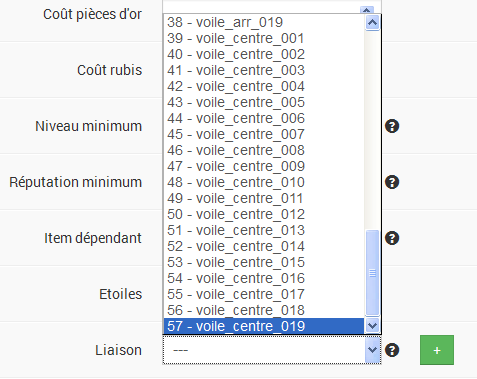 Coût pièces d'or
38 - voile_arr_019
39 - voile_centre_001
40 - voile_centre_002
Coût rubis
41 - voile_centre_003
42 - voile_centre_004
43 - voile_centre_005
44 - voile_centre_006
Niveau minimum
45 - voile_centre_007
?
46 - voile_centre_008
47 - voile_centre_009
Réputation minimum
48 - voile_centre_010
?
49 - voile_centre_011
50 - voile_centre_012
51 - voile_centre_013
Item dépendant
?
52 - voile_centre_014
53 - voile_centre_015
54 - voile_centre_016
Etoiles
55 - voile_centre_017
56 - voile_centre_018
57 - voile_centre_019
Liaison
---
?
+